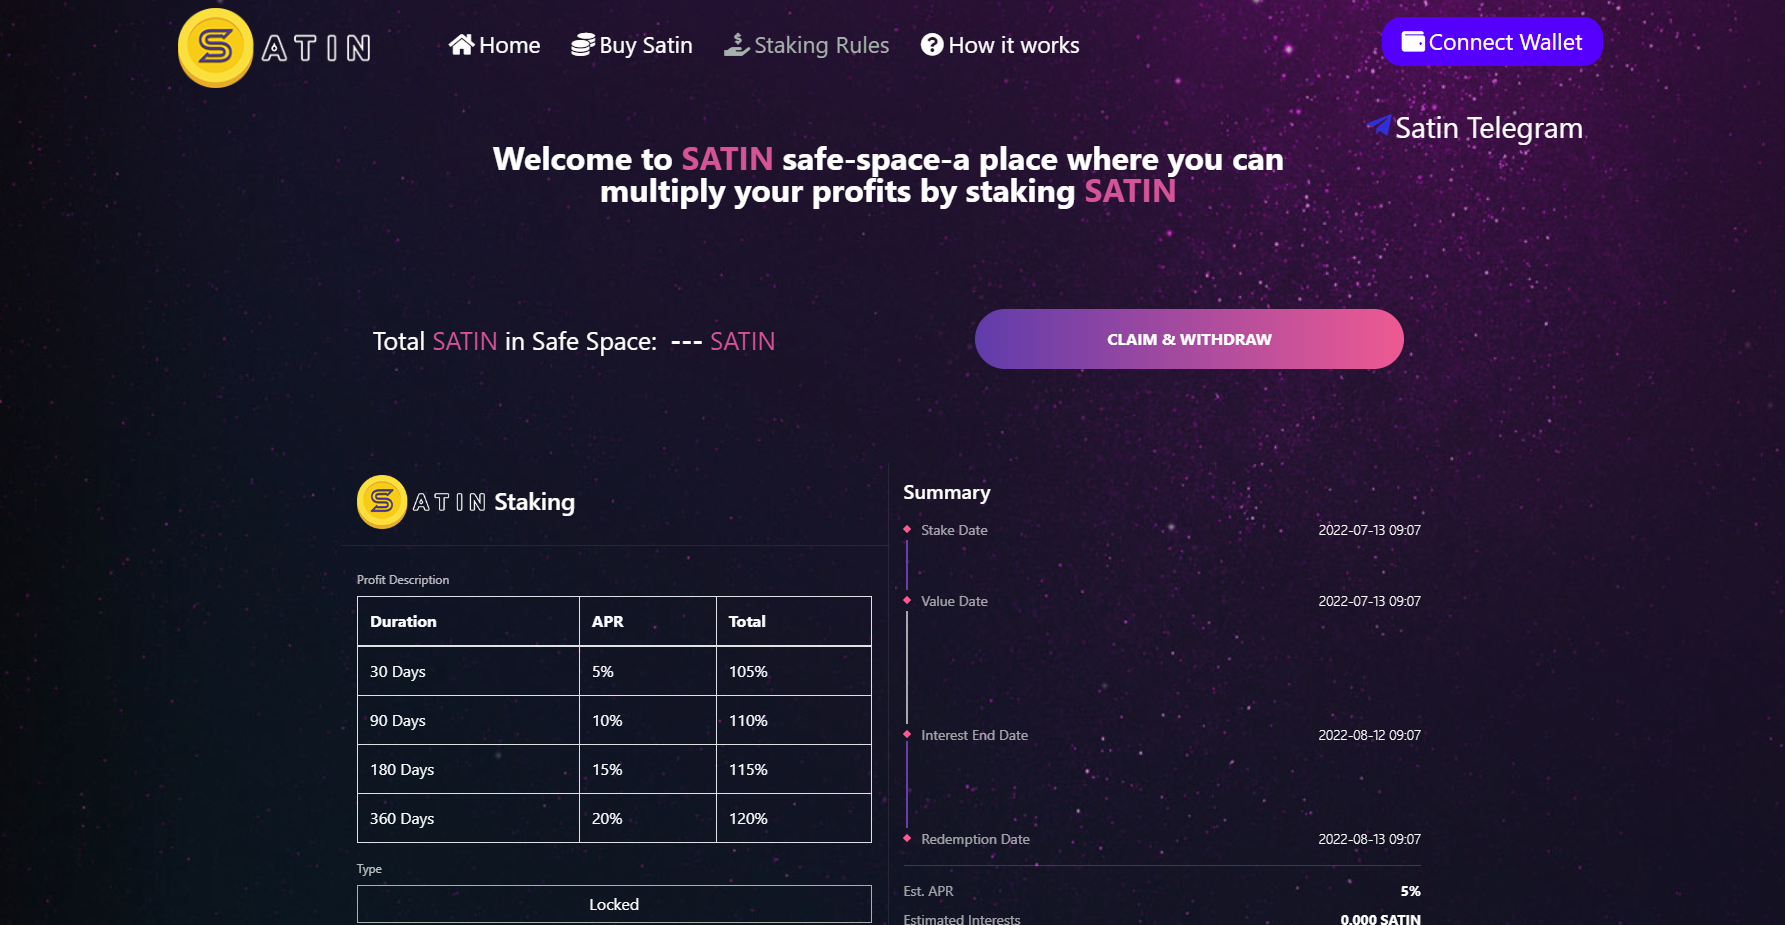 SATIN
Home
Buy Satin
Staking Rules
How it works
Connect Wallet
Satin Telegram
Welcome to SATIN safe-space-a place where you can
multiply your profits by staking SATIN
Total SATIN in Safe Space: --- SATIN
CLAIM & WITHDRAW
SATIN Staking
Profit Description
Duration APR Total
30 Days 5% 105%
90 Days 10% 110%
180 Days 15% 115%
360 Days 20% 120%
Type
Locked
Summary
Stake Date 2022-07-13 09:07
Value Date 2022-07-13 09:07
Interest End Date 2022-08-12 09:07
Redemption Date 2022-08-13 09:07
Est. APR 5%
Estimated Interests 0.000 SATIN